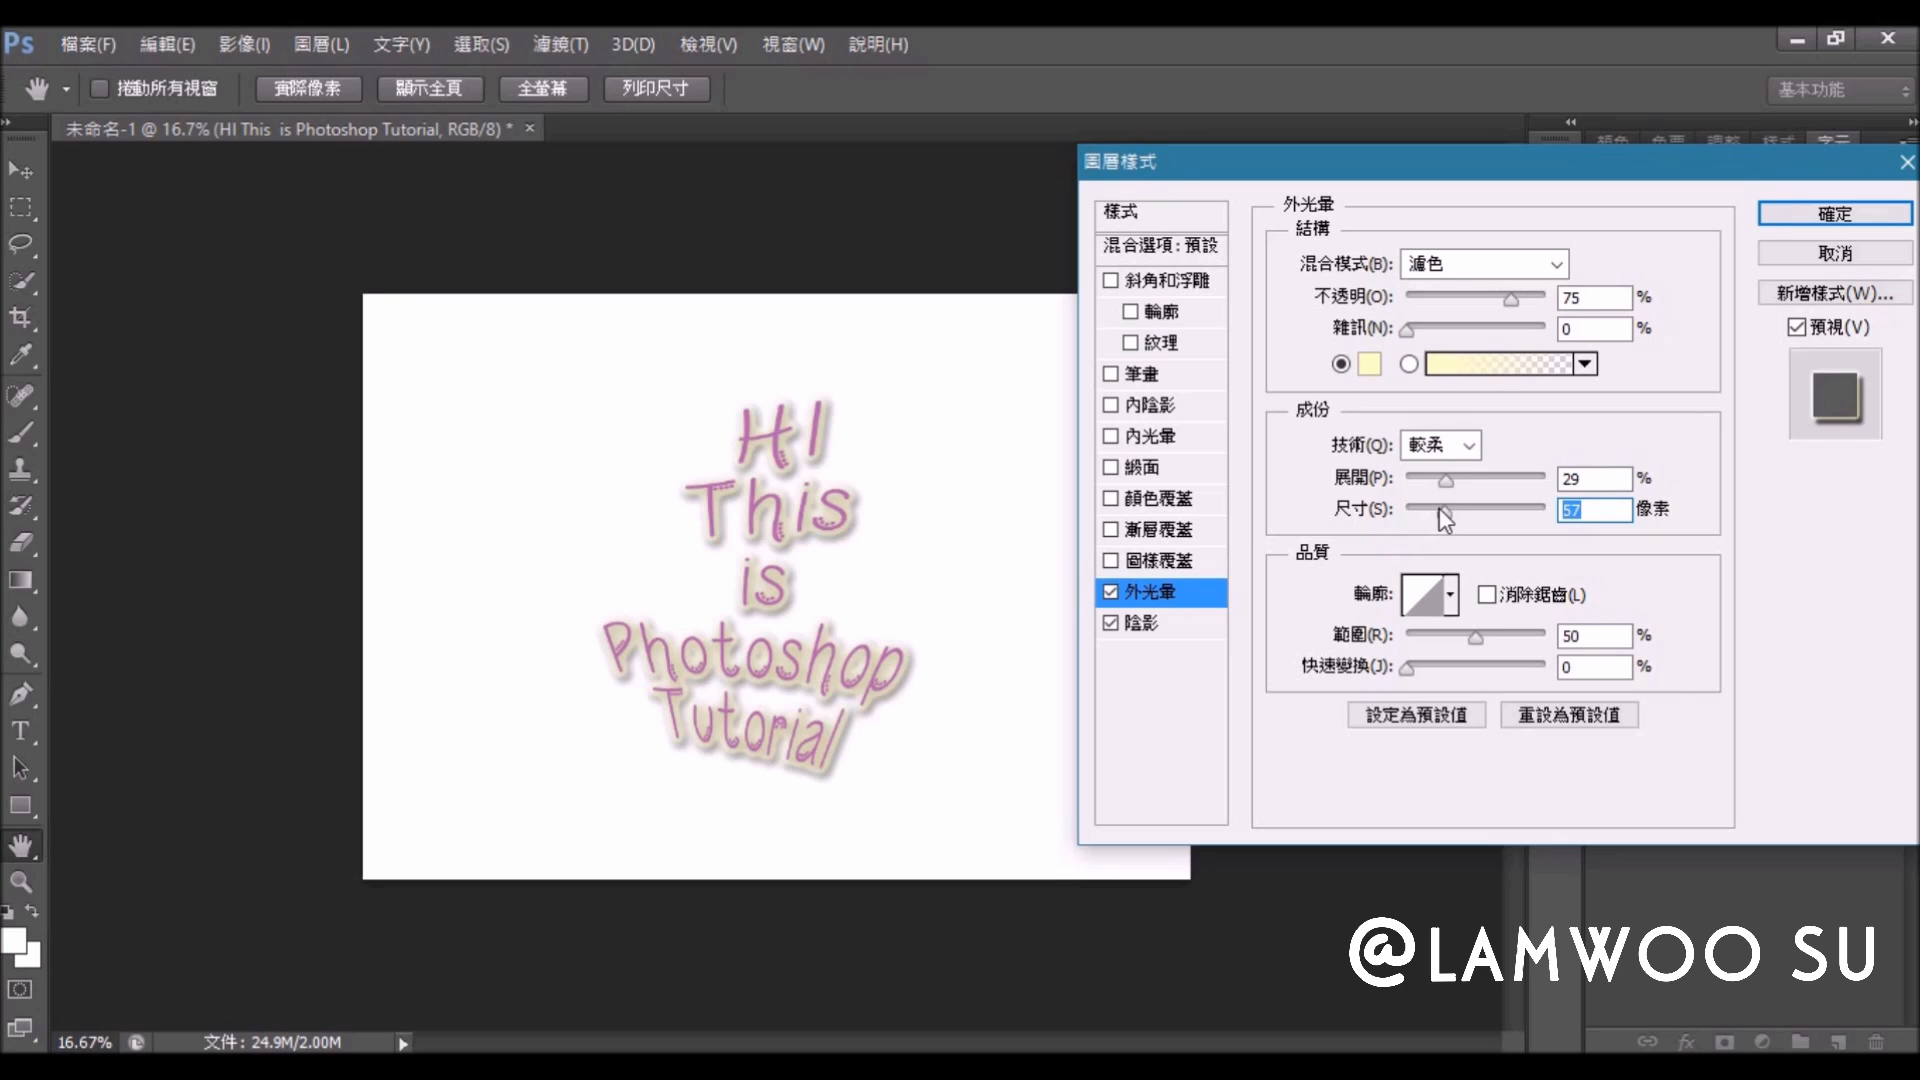 Ps 檔案(F) 編輯(E) 影像(I) 圖層(L) 文字(Y) 選取(S) 濾鏡(T) 3D(D) 檢視(V) 視窗(W) 說明(H)
捲動所有視窗 實際像素 顯示全頁 全螢幕 列印尺寸 基本功能
未命名-1 @ 16.7% (HI This is Photoshop Tutorial, RGB/8) * ×
顏色 色票 調整 樣式 字元
圖層樣式
樣式
混合選項:預設
斜角和浮雕
輪廓
紋理
筆畫
內陰影
內光暈
緞面
顏色覆蓋
漸層覆蓋
圖樣覆蓋
外光暈
陰影
外光暈
結構
混合模式(B): 濾色
不透明(O): 75 %
雜訊(N): 0 %
成份
技術(Q): 較柔
展開(P): 29 %
尺寸(S): 57 像素
品質
輪廓: 消除鋸齒(L)
範圍(R): 50 %
快速變換(J): 0 %
設定為預設值 重設為預設值
確定
取消
新增樣式(W)...
預視(V)
HI
This
is
Photoshop
Tutorial
@LAMWOO SU
16.67% 文件: 24.9M/2.00M